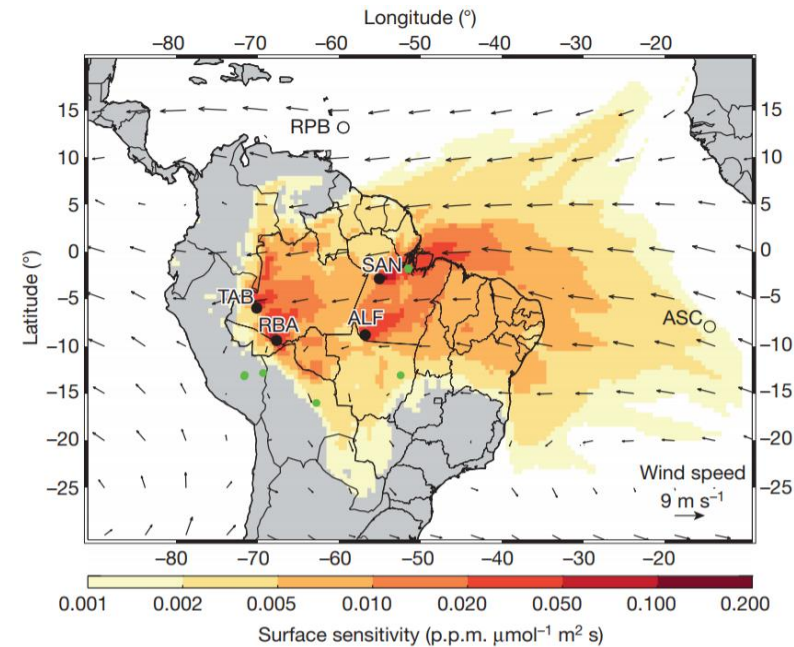 Longitude (°)
−80 −70 −60 −50 −40 −30 −20
15 15
RPB
10 10
5 5
0 0
SAN
−5 TAB −5
RBA ALF ASC
−10 −10
−15 −15
−20 −20
Wind speed
−25 9 m s⁻¹ −25
−80 −70 −60 −50 −40 −30 −20
Latitude (°)
0.001 0.002 0.005 0.010 0.020 0.050 0.100 0.200
Surface sensitivity (p.p.m. μmol⁻¹ m² s)